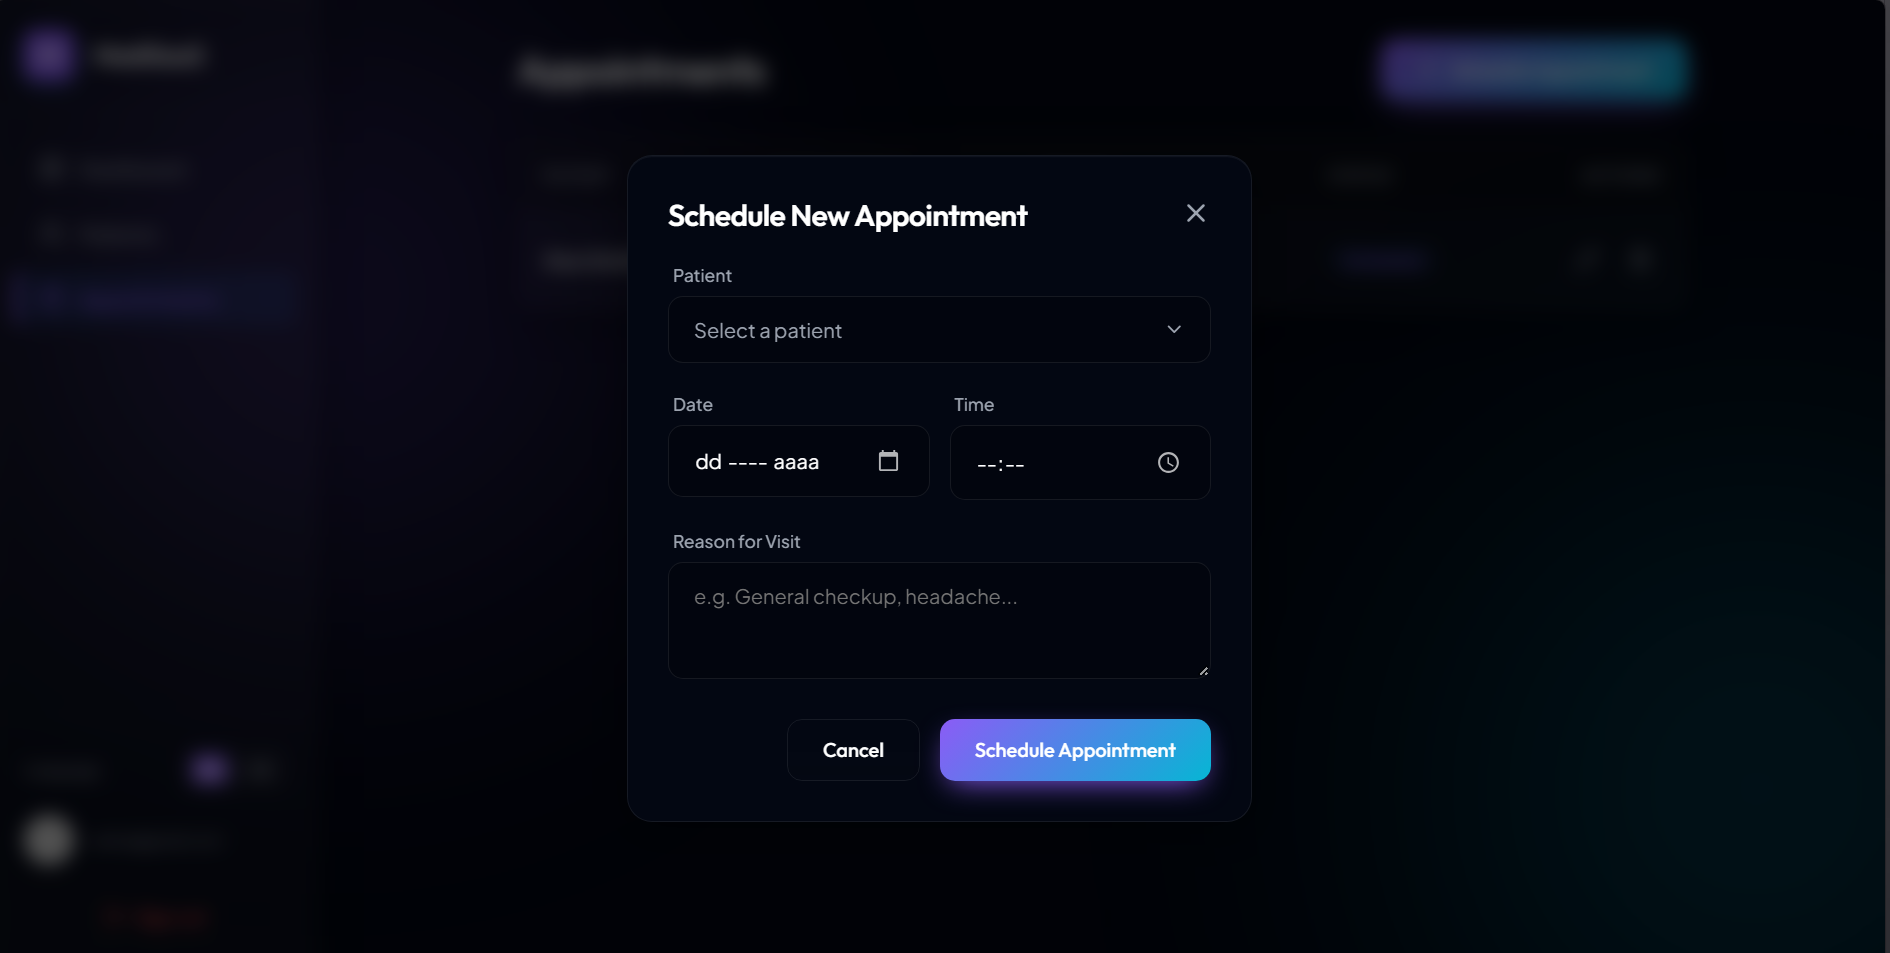 Appointments
Schedule New Appointment
Patient
Select a patient
Date
Time
dd ---- aaaa
--:--
Reason for Visit
e.g. General checkup, headache...
Cancel
Schedule Appointment